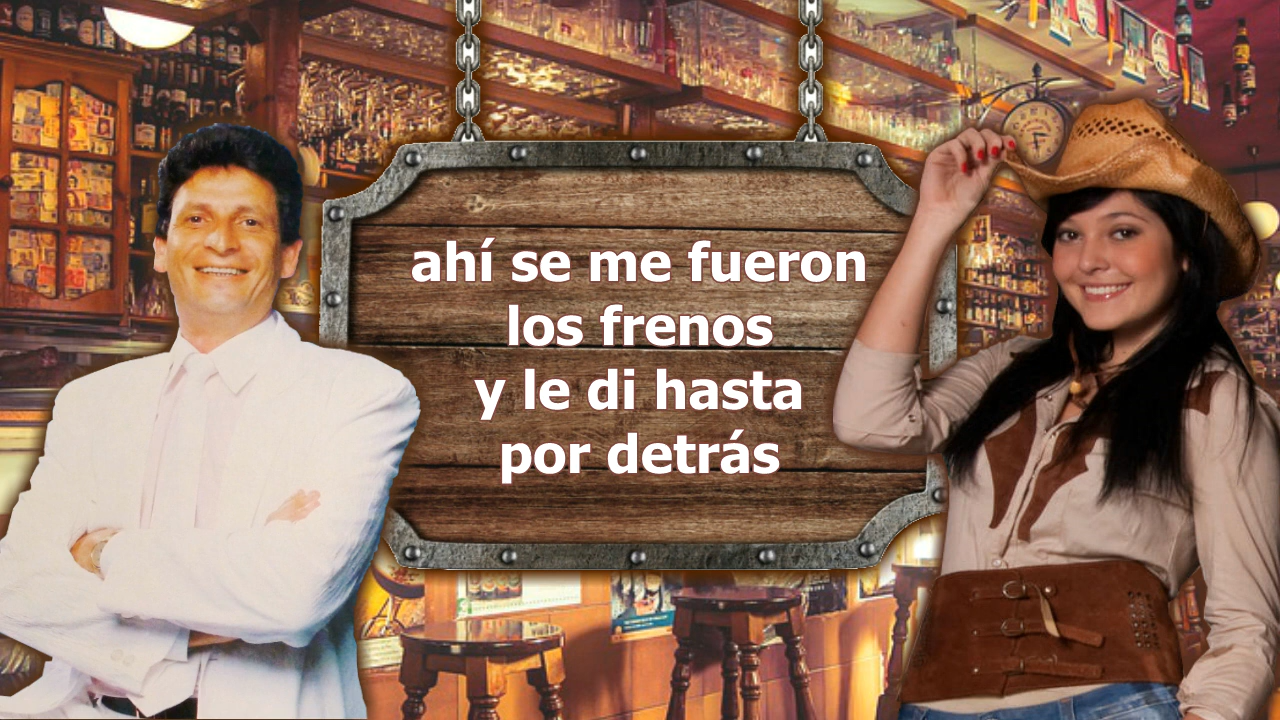 ahí se me fueron
los frenos
y le di hasta
por detrás